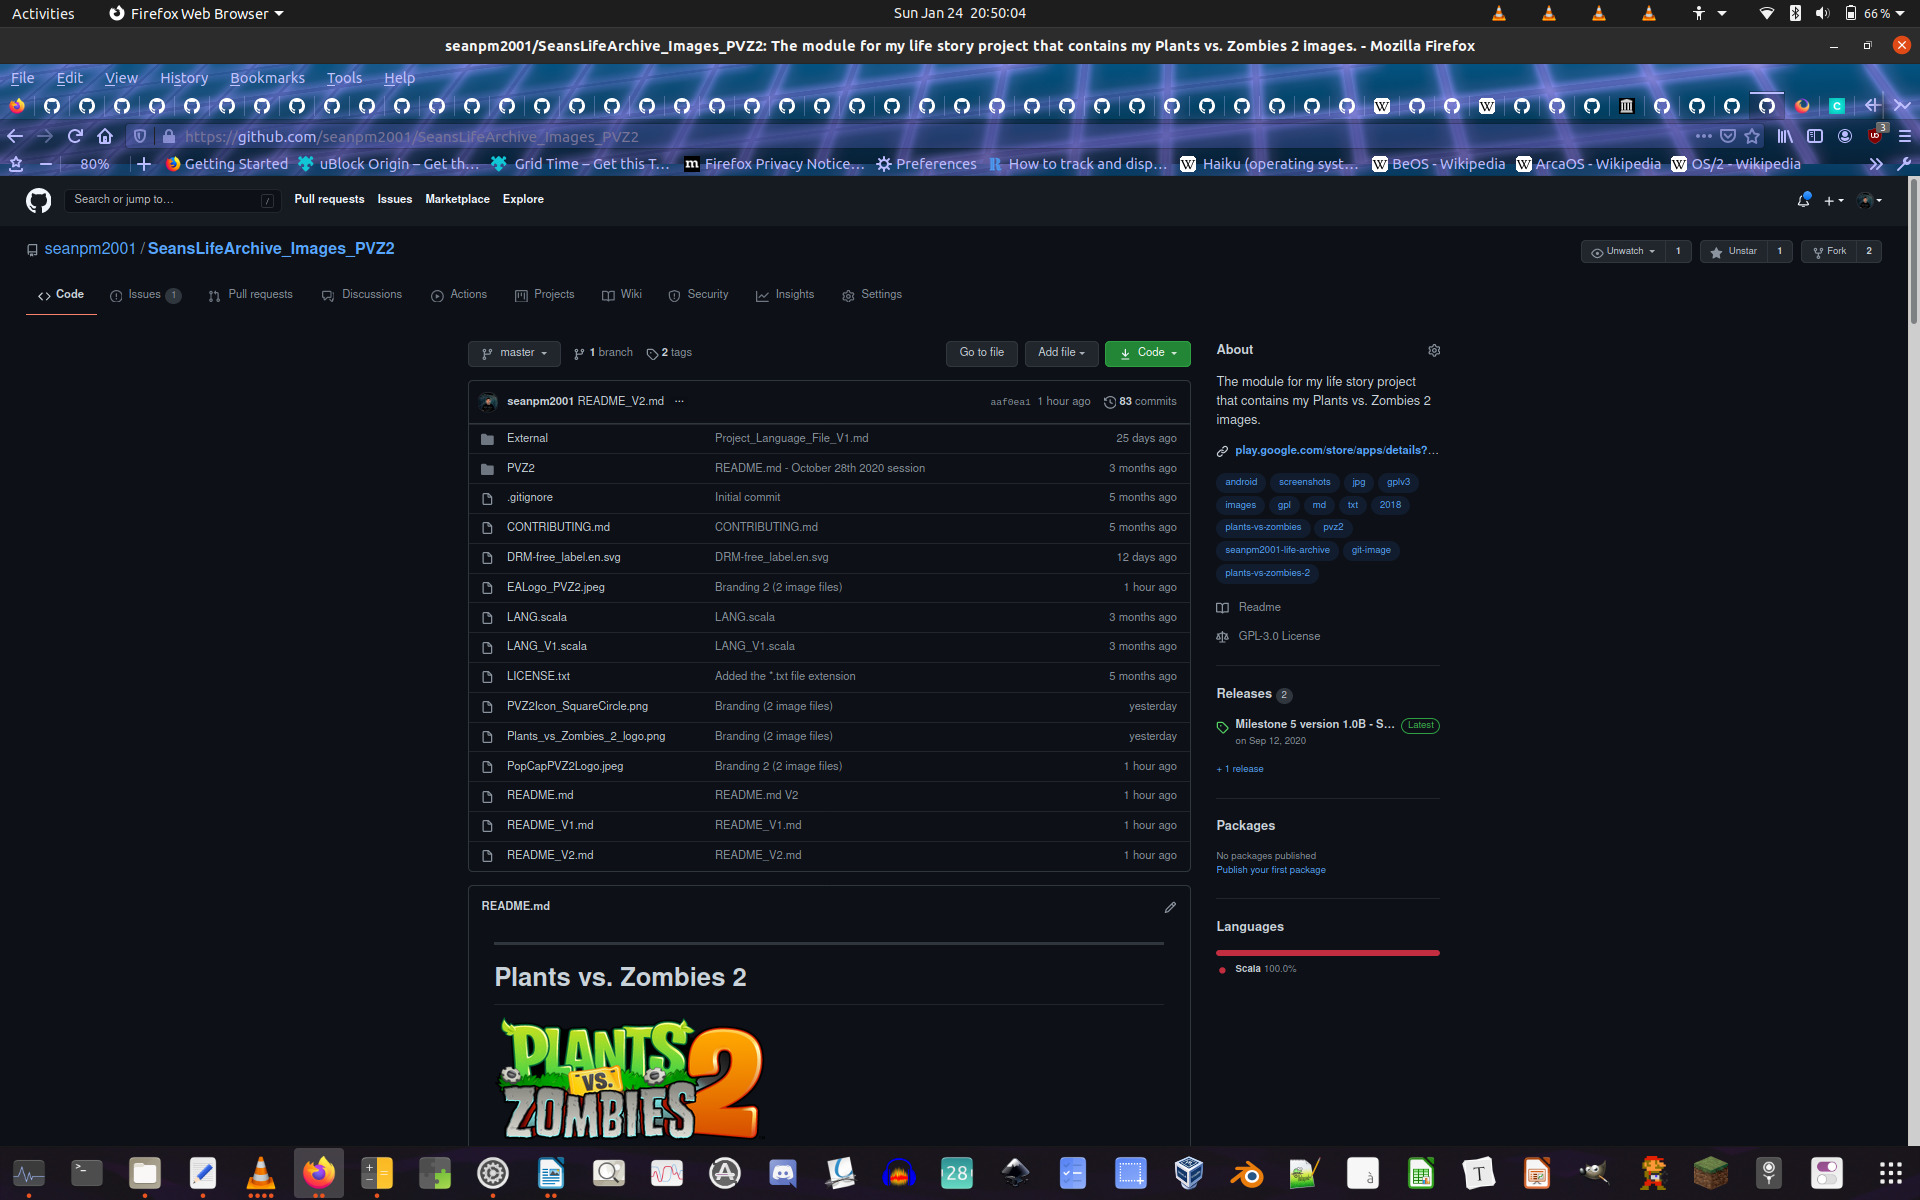 Activities
Firefox Web Browser
Sun Jan 24 20:50:04
66 %
seanpm2001/SeansLifeArchive_Images_PVZ2: The module for my life story project that contains my Plants vs. Zombies 2 images. - Mozilla Firefox
File Edit View History Bookmarks Tools Help
https://github.com/seanpm2001/SeansLifeArchive_Images_PVZ2
3
80%
Getting Started
uBlock Origin – Get th…
Grid Time – Get this T…
Firefox Privacy Notice…
Preferences
How to track and disp…
Haiku (operating syst…
BeOS - Wikipedia
ArcaOS - Wikipedia
OS/2 - Wikipedia
Search or jump to… /
Pull requests Issues Marketplace Explore
seanpm2001 / SeansLifeArchive_Images_PVZ2
Unwatch 1
Unstar 1
Fork 2
Code
Issues 1
Pull requests
Discussions
Actions
Projects
Wiki
Security
Insights
Settings
master
1 branch
2 tags
Go to file
Add file
Code
seanpm2001 README_V2.md ...
aaf0ea1 1 hour ago
83 commits
External Project_Language_File_V1.md 25 days ago
PVZ2 README.md - October 28th 2020 session 3 months ago
.gitignore Initial commit 5 months ago
CONTRIBUTING.md CONTRIBUTING.md 5 months ago
DRM-free_label.en.svg DRM-free_label.en.svg 12 days ago
EALogo_PVZ2.jpeg Branding 2 (2 image files) 1 hour ago
LANG.scala LANG.scala 3 months ago
LANG_V1.scala LANG_V1.scala 3 months ago
LICENSE.txt Added the *.txt file extension 5 months ago
PVZ2Icon_SquareCircle.png Branding (2 image files) yesterday
Plants_vs_Zombies_2_logo.png Branding (2 image files) yesterday
PopCapPVZ2Logo.jpeg Branding 2 (2 image files) 1 hour ago
README.md README.md V2 1 hour ago
README_V1.md README_V1.md 1 hour ago
README_V2.md README_V2.md 1 hour ago
README.md
Plants vs. Zombies 2
PLANTS
VS.
ZOMBIES
2
About
The module for my life story project
that contains my Plants vs. Zombies 2
images.
play.google.com/store/apps/details?…
android screenshots jpg gplv3
images gpl md txt 2018
plants-vs-zombies pvz2
seanpm2001-life-archive git-image
plants-vs-zombies-2
Readme
GPL-3.0 License
Releases 2
Milestone 5 version 1.0B - S… Latest
on Sep 12, 2020
+ 1 release
Packages
No packages published
Publish your first package
Languages
Scala 100.0%
28